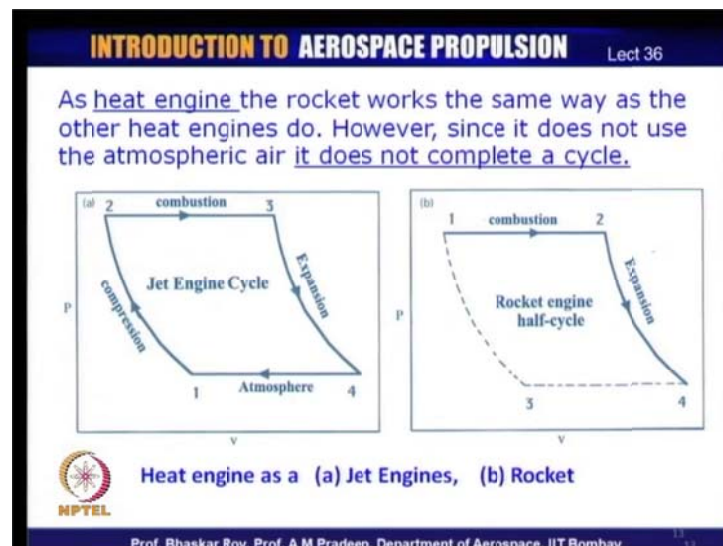 INTRODUCTION TO AEROSPACE PROPULSION
Lect 36
As heat engine the rocket works the same way as the
other heat engines do. However, since it does not use
the atmospheric air it does not complete a cycle.
(a)
2
combustion
3
compression
Jet Engine Cycle
Expansion
P
1
Atmosphere
4
v
(b)
1
combustion
2
Rocket engine
half-cycle
Expansion
P
3
4
v
Heat engine as a (a) Jet Engines, (b) Rocket
NPTEL
Prof. Bhaskar Roy, Prof. A M Pradeep, Department of Aerospace, IIT Bombay
13